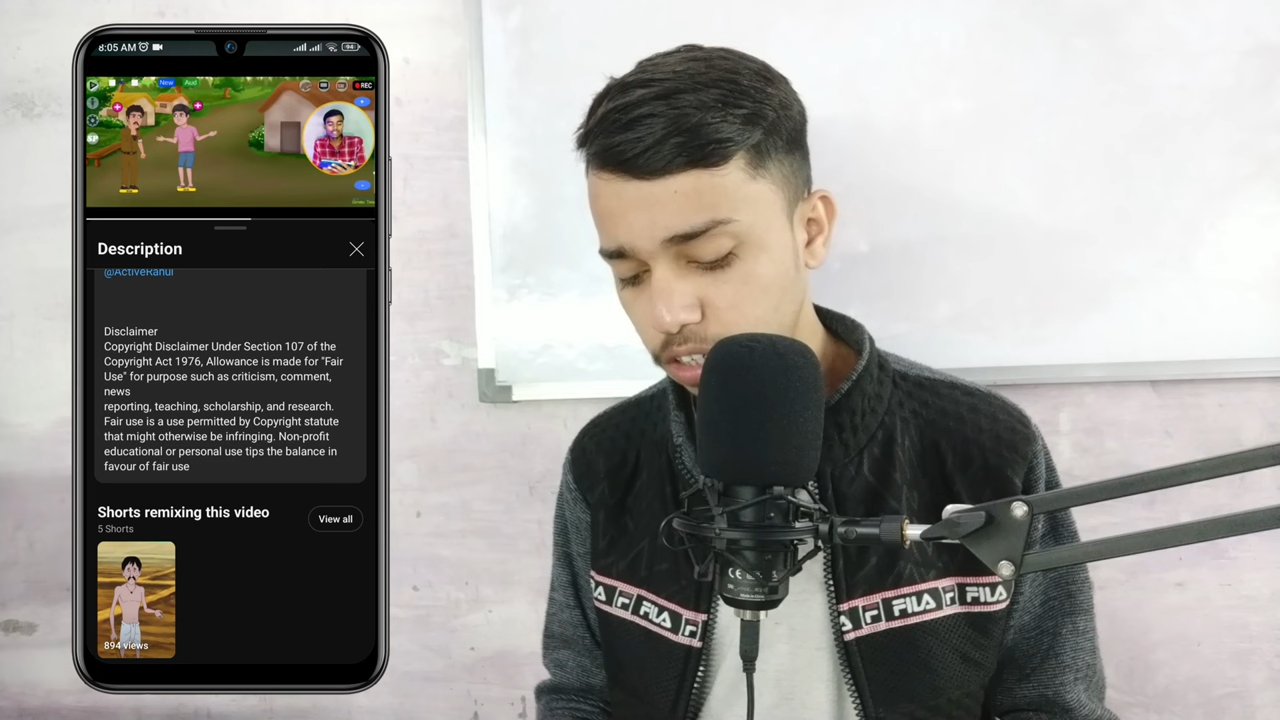 8:05 AM
94
New
Aud
REC
Description
@ActiveRahul
Disclaimer
Copyright Disclaimer Under Section 107 of the
Copyright Act 1976, Allowance is made for "Fair
Use" for purpose such as criticism, comment,
news
reporting, teaching, scholarship, and research.
Fair use is a use permitted by Copyright statute
that might otherwise be infringing. Non-profit
educational or personal use tips the balance in
favour of fair use
Shorts remixing this video
5 Shorts
View all
894 views
FILA
FILA
FILA